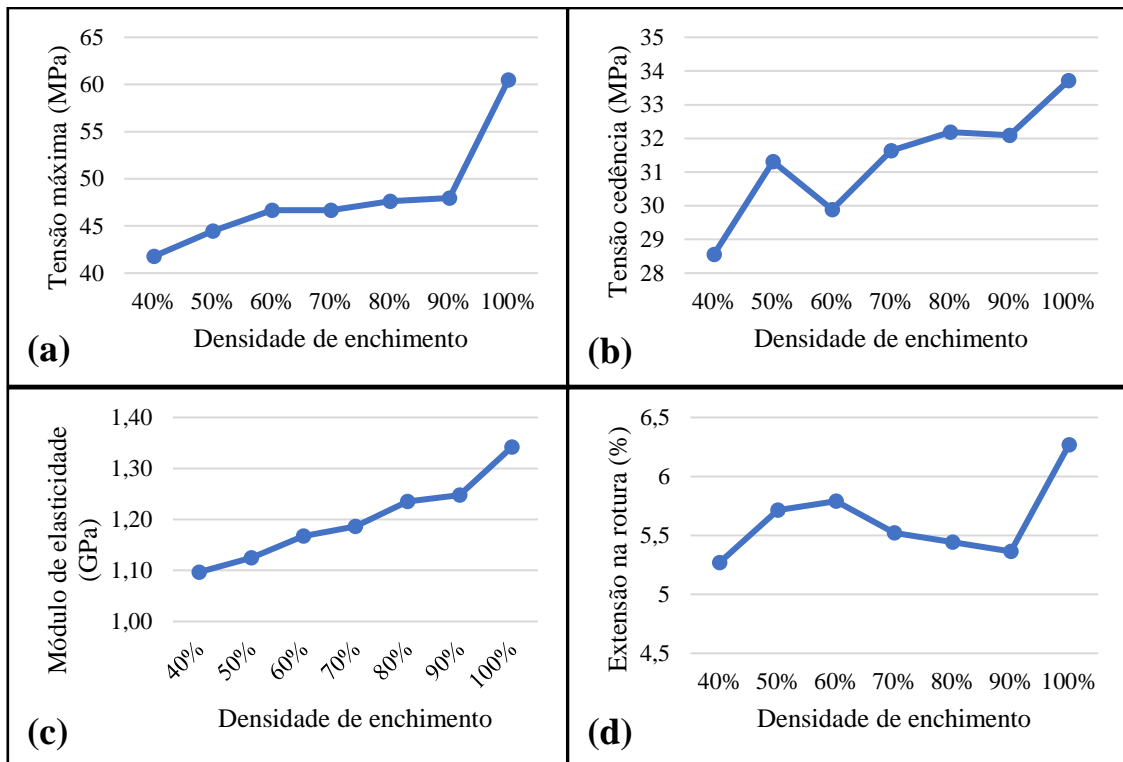 Tensão máxima (MPa)
65
60
55
50
45
40
40% 50% 60% 70% 80% 90% 100%
Densidade de enchimento
(a)
Tensão cedência (MPa)
35
34
33
32
31
30
29
28
40% 50% 60% 70% 80% 90% 100%
Densidade de enchimento
(b)
Módulo de elasticidade
(GPa)
1,40
1,30
1,20
1,10
1,00
40% 50% 60% 70% 80% 90% 100%
Densidade de enchimento
(c)
Extensão na rotura (%)
6,5
6
5,5
5
4,5
40% 50% 60% 70% 80% 90% 100%
Densidade de enchimento
(d)